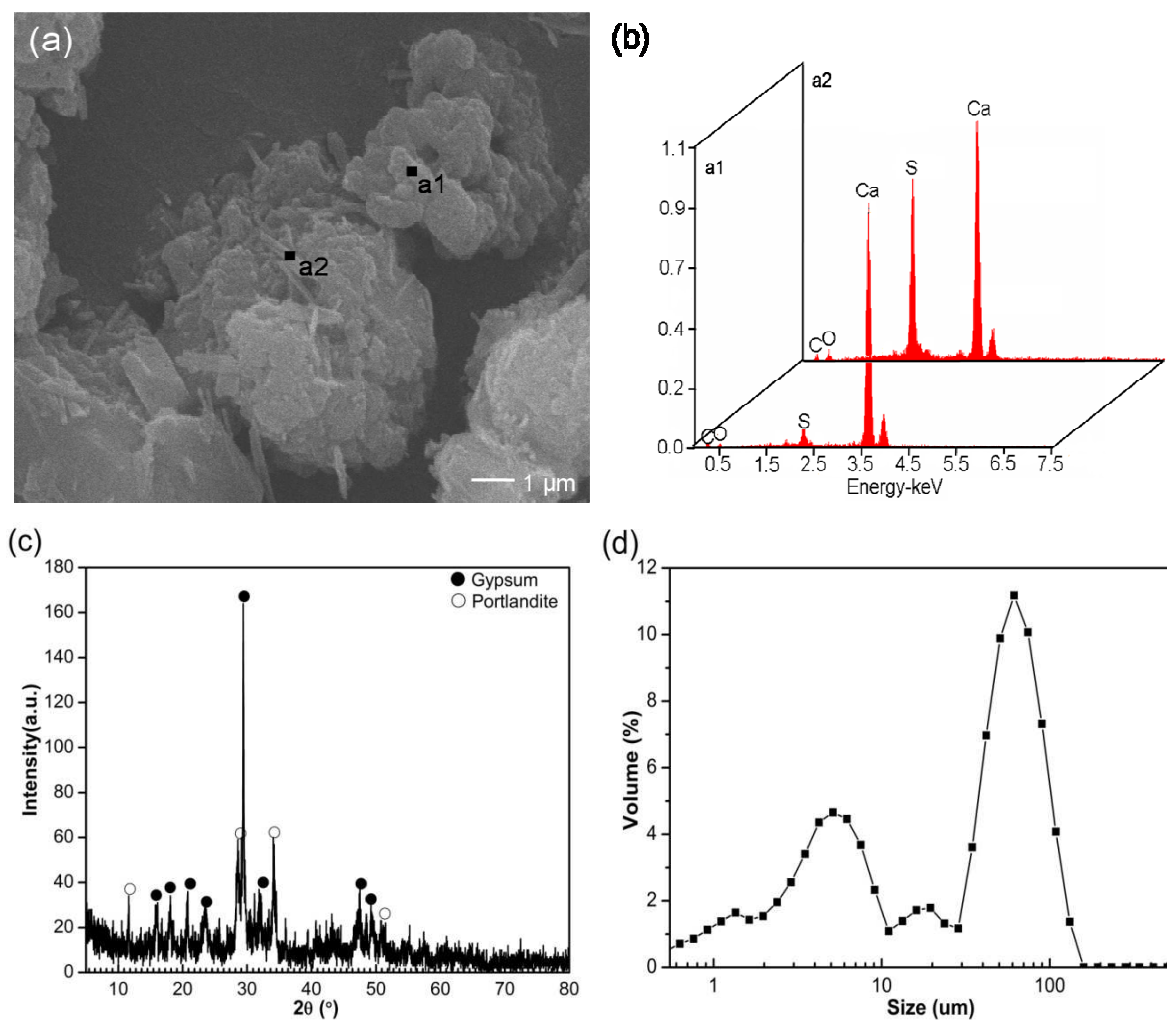 (a)
a1
a2
1 µm
(b)
a2
a1
Ca
S
Ca
C O
S
C O
1.1
0.9
0.7
0.4
0.2
0.0
0.5 1.5 2.5 3.5 4.5 5.5 6.5 7.5
Energy-keV
(c)
Intensity(a.u.)
180
160
140
120
100
80
60
40
20
0
Gypsum
Portlandite
10 20 30 40 50 60 70 80
2θ (°)
(d)
Volume (%)
12
10
8
6
4
2
0
1 10 100
Size (um)